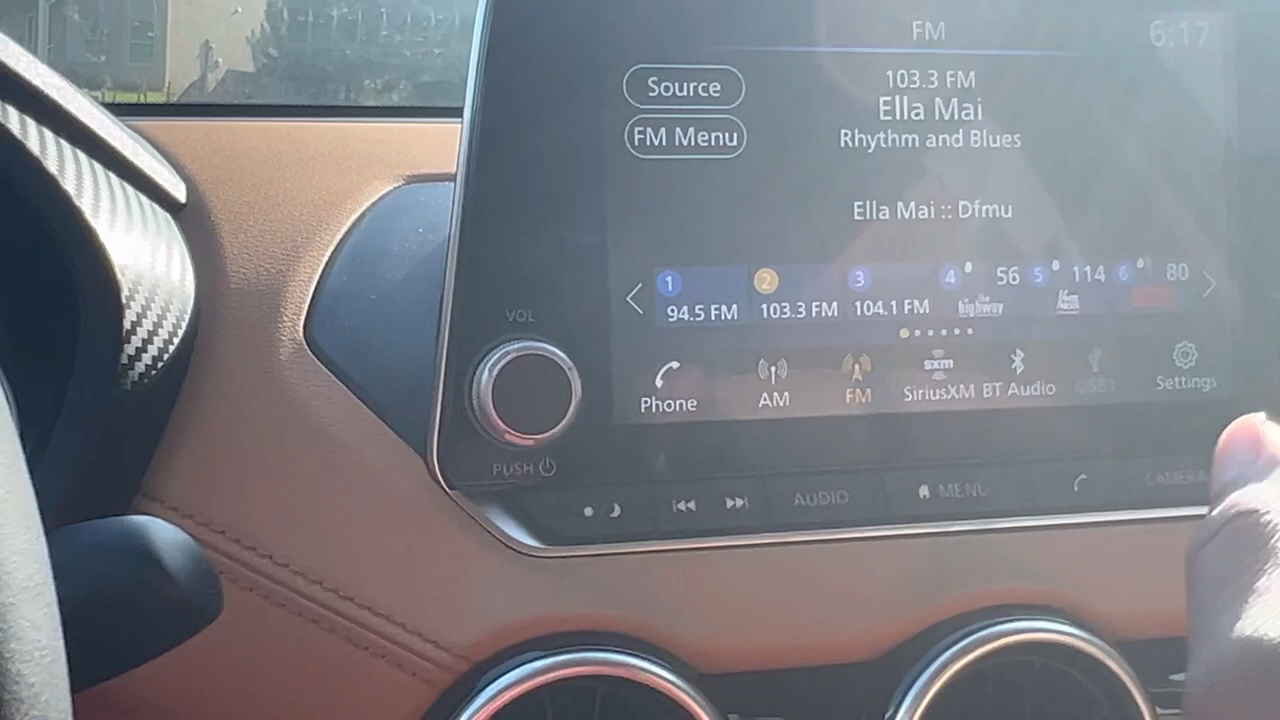 FM
6:17
Source
103.3 FM
Ella Mai
FM Menu
Rhythm and Blues
Ella Mai :: Dfmu
1 2 3 4 56 5 114 6 80
94.5 FM 103.3 FM 104.1 FM the highway
VOL
Phone AM FM SiriusXM BT Audio USB1 Settings
sxm
PUSH
AUDIO MENU CAMERA